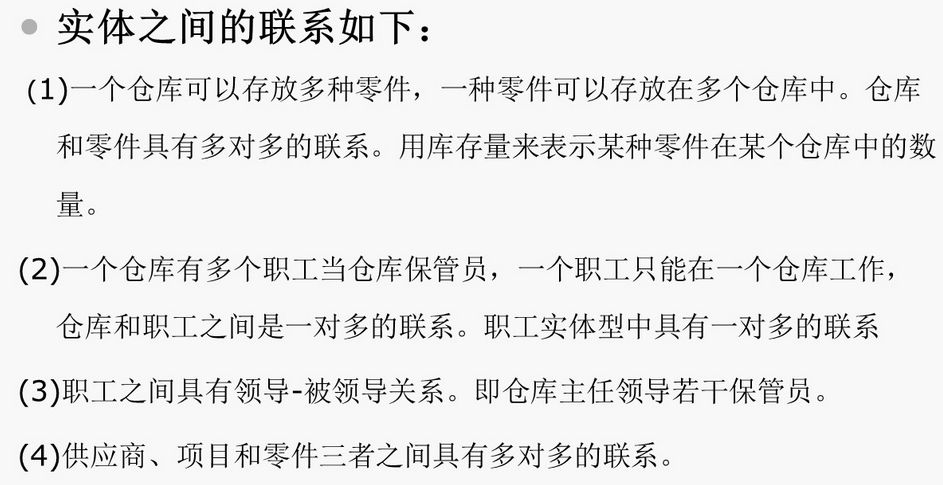 实体之间的联系如下：
(1)一个仓库可以存放多种零件，一种零件可以存放在多个仓库中。仓库
和零件具有多对多的联系。用库存量来表示某种零件在某个仓库中的数
量。
(2)一个仓库有多个职工当仓库保管员，一个职工只能在一个仓库工作，
仓库和职工之间是一对多的联系。职工实体型中具有一对多的联系
(3)职工之间具有领导-被领导关系。即仓库主任领导若干保管员。
(4)供应商、项目和零件三者之间具有多对多的联系。